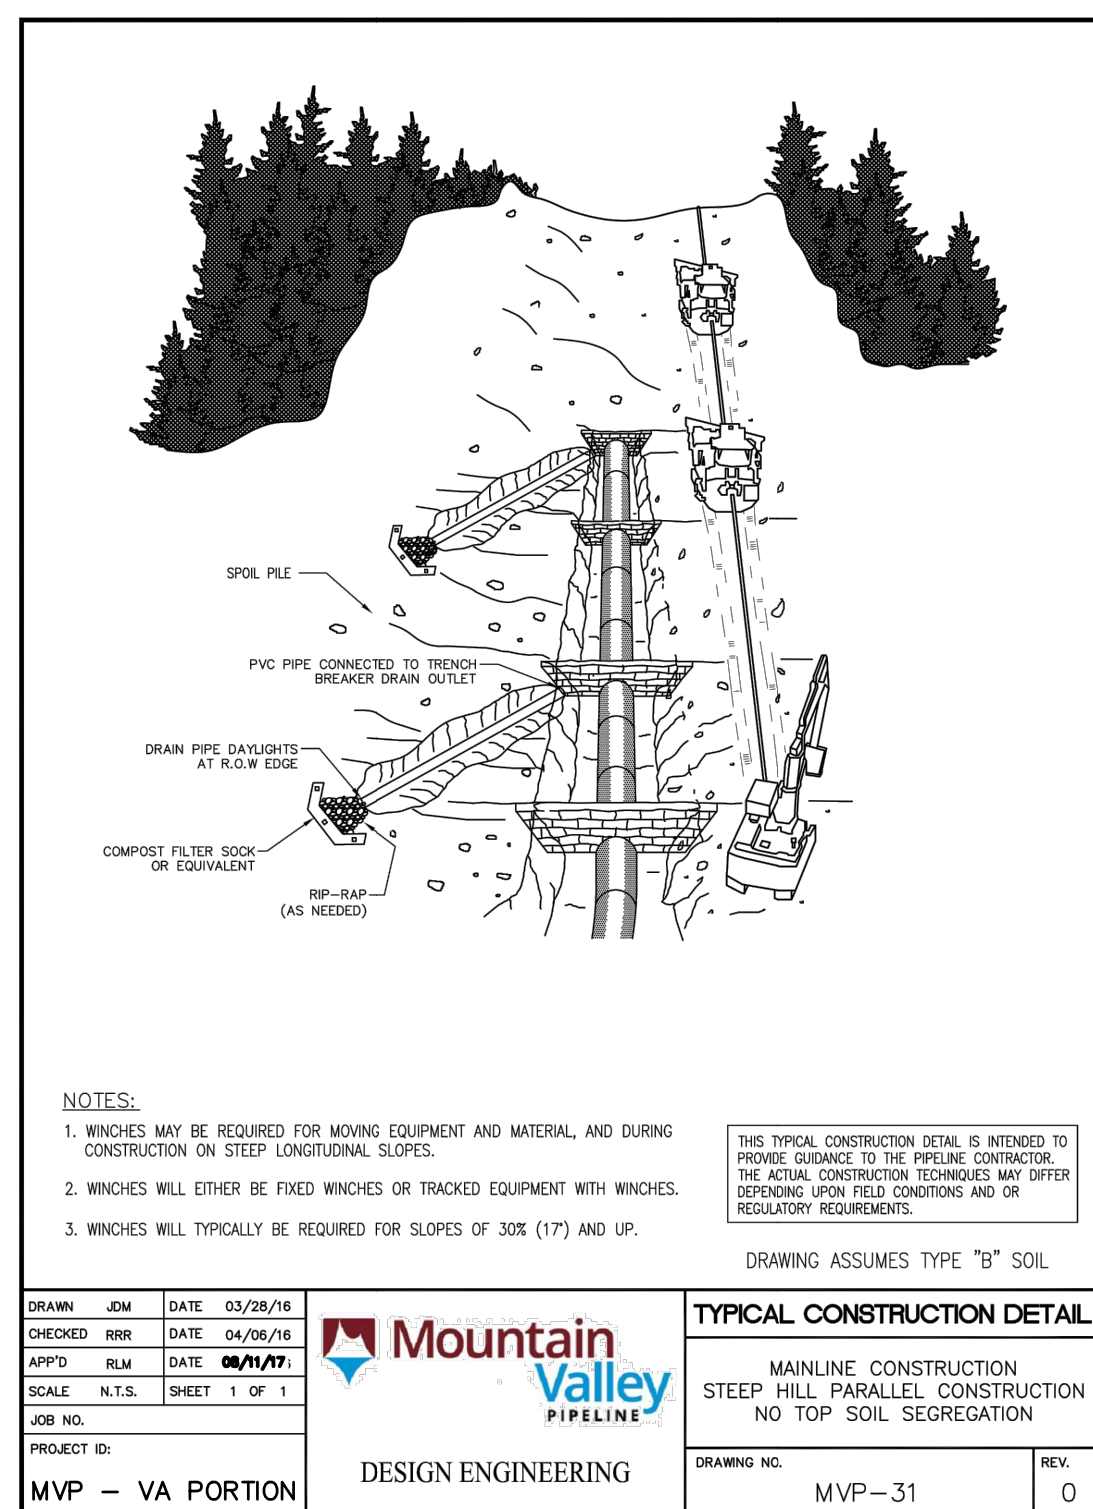 SPOIL PILE
PVC PIPE CONNECTED TO TRENCH
BREAKER DRAIN OUTLET
DRAIN PIPE DAYLIGHTS
AT R.O.W EDGE
COMPOST FILTER SOCK
OR EQUIVALENT
RIP-RAP
(AS NEEDED)
NOTES:
1. WINCHES MAY BE REQUIRED FOR MOVING EQUIPMENT AND MATERIAL, AND DURING
CONSTRUCTION ON STEEP LONGITUDINAL SLOPES.
2. WINCHES WILL EITHER BE FIXED WINCHES OR TRACKED EQUIPMENT WITH WINCHES.
3. WINCHES WILL TYPICALLY BE REQUIRED FOR SLOPES OF 30% (17°) AND UP.
THIS TYPICAL CONSTRUCTION DETAIL IS INTENDED TO
PROVIDE GUIDANCE TO THE PIPELINE CONTRACTOR.
THE ACTUAL CONSTRUCTION TECHNIQUES MAY DIFFER
DEPENDING UPON FIELD CONDITIONS AND OR
REGULATORY REQUIREMENTS.
DRAWING ASSUMES TYPE "B" SOIL
DRAWN JDM DATE 03/28/16
CHECKED RRR DATE 04/06/16
APP'D RLM DATE 08/11/17
SCALE N.T.S. SHEET 1 OF 1
JOB NO.
PROJECT ID:
MVP - VA PORTION
Mountain
Valley
PIPELINE
DESIGN ENGINEERING
TYPICAL CONSTRUCTION DETAIL
MAINLINE CONSTRUCTION
STEEP HILL PARALLEL CONSTRUCTION
NO TOP SOIL SEGREGATION
DRAWING NO.
MVP-31
REV.
0